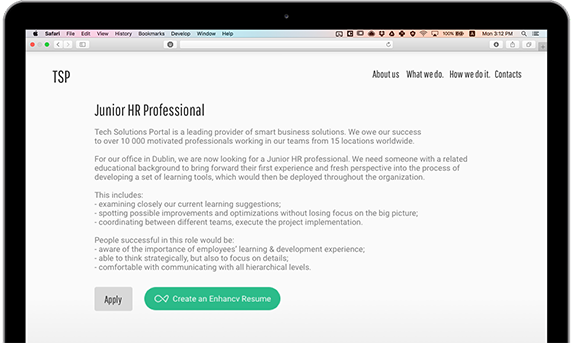 Safari File Edit View History Bookmarks Develop Window Help 100% Mon 3:12 PM
TSP
About us What we do. How we do it. Contacts
Junior HR Professional
Tech Solutions Portal is a leading provider of smart business solutions. We owe our success
to over 10 000 motivated professionals working in our teams from 15 locations worldwide.
For our office in Dublin, we are now looking for a Junior HR professional. We need someone with a related
educational background to bring forward their first experience and fresh perspective into the process of
developing a set of learning tools, which would then be deployed throughout the organization.
This includes:
- examining closely our current learning suggestions;
- spotting possible improvements and optimizations without losing focus on the big picture;
- coordinating between different teams, execute the project implementation.
People successful in this role would be:
- aware of the importance of employees' learning & development experience;
- able to think strategically, but also to focus on details;
- comfortable with communicating with all hierarchical levels.
Apply
Create an Enhancv Resume